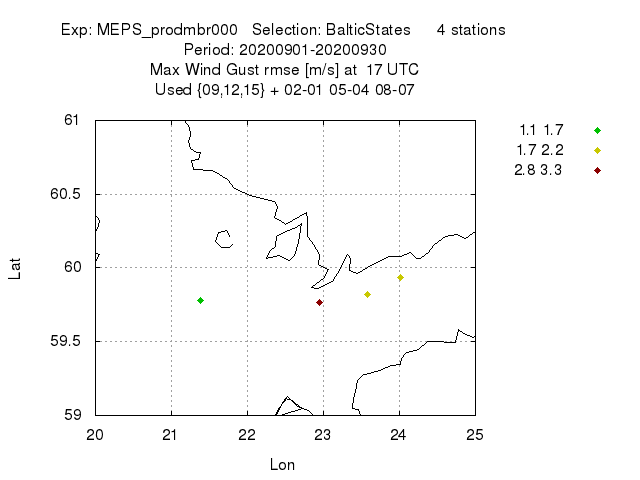 Exp: MEPS_prodmbr000 Selection: BalticStates 4 stations
Period: 20200901-20200930
Max Wind Gust rmse [m/s] at 17 UTC
Used {09,12,15} + 02-01 05-04 08-07
1.1 1.7
1.7 2.2
2.8 3.3
61
60.5
60
59.5
59
Lat
20 21 22 23 24 25
Lon